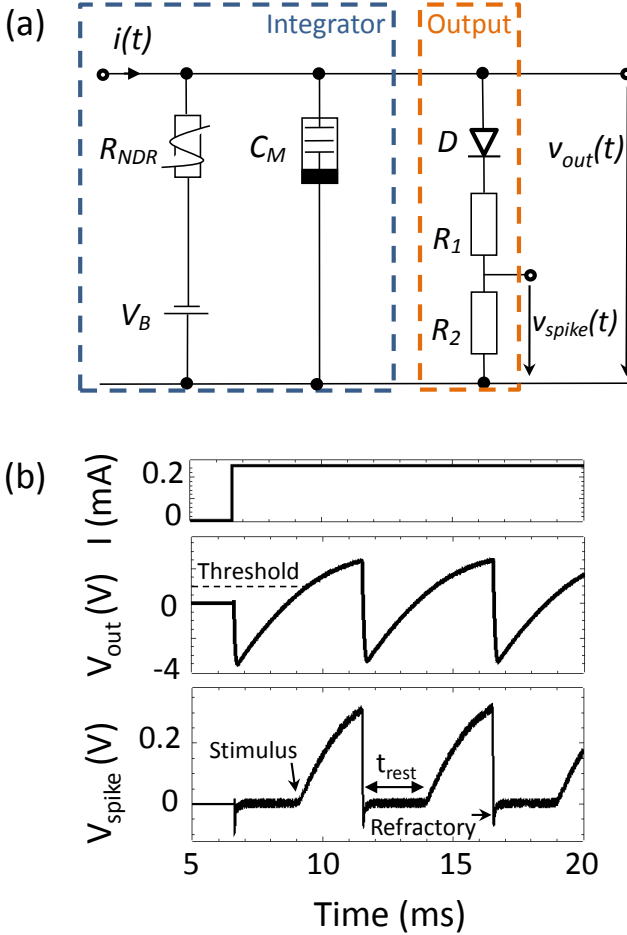 (a)
Integrator
Output
i(t)
R_NDR
C_M
D
v_out(t)
R_1
V_B
R_2
v_spike(t)
(b)
I (mA)
0.2
0
V_out (V)
Threshold
0
-4
V_spike (V)
0.2
0
Stimulus
t_rest
Refractory
5
10
15
20
Time (ms)